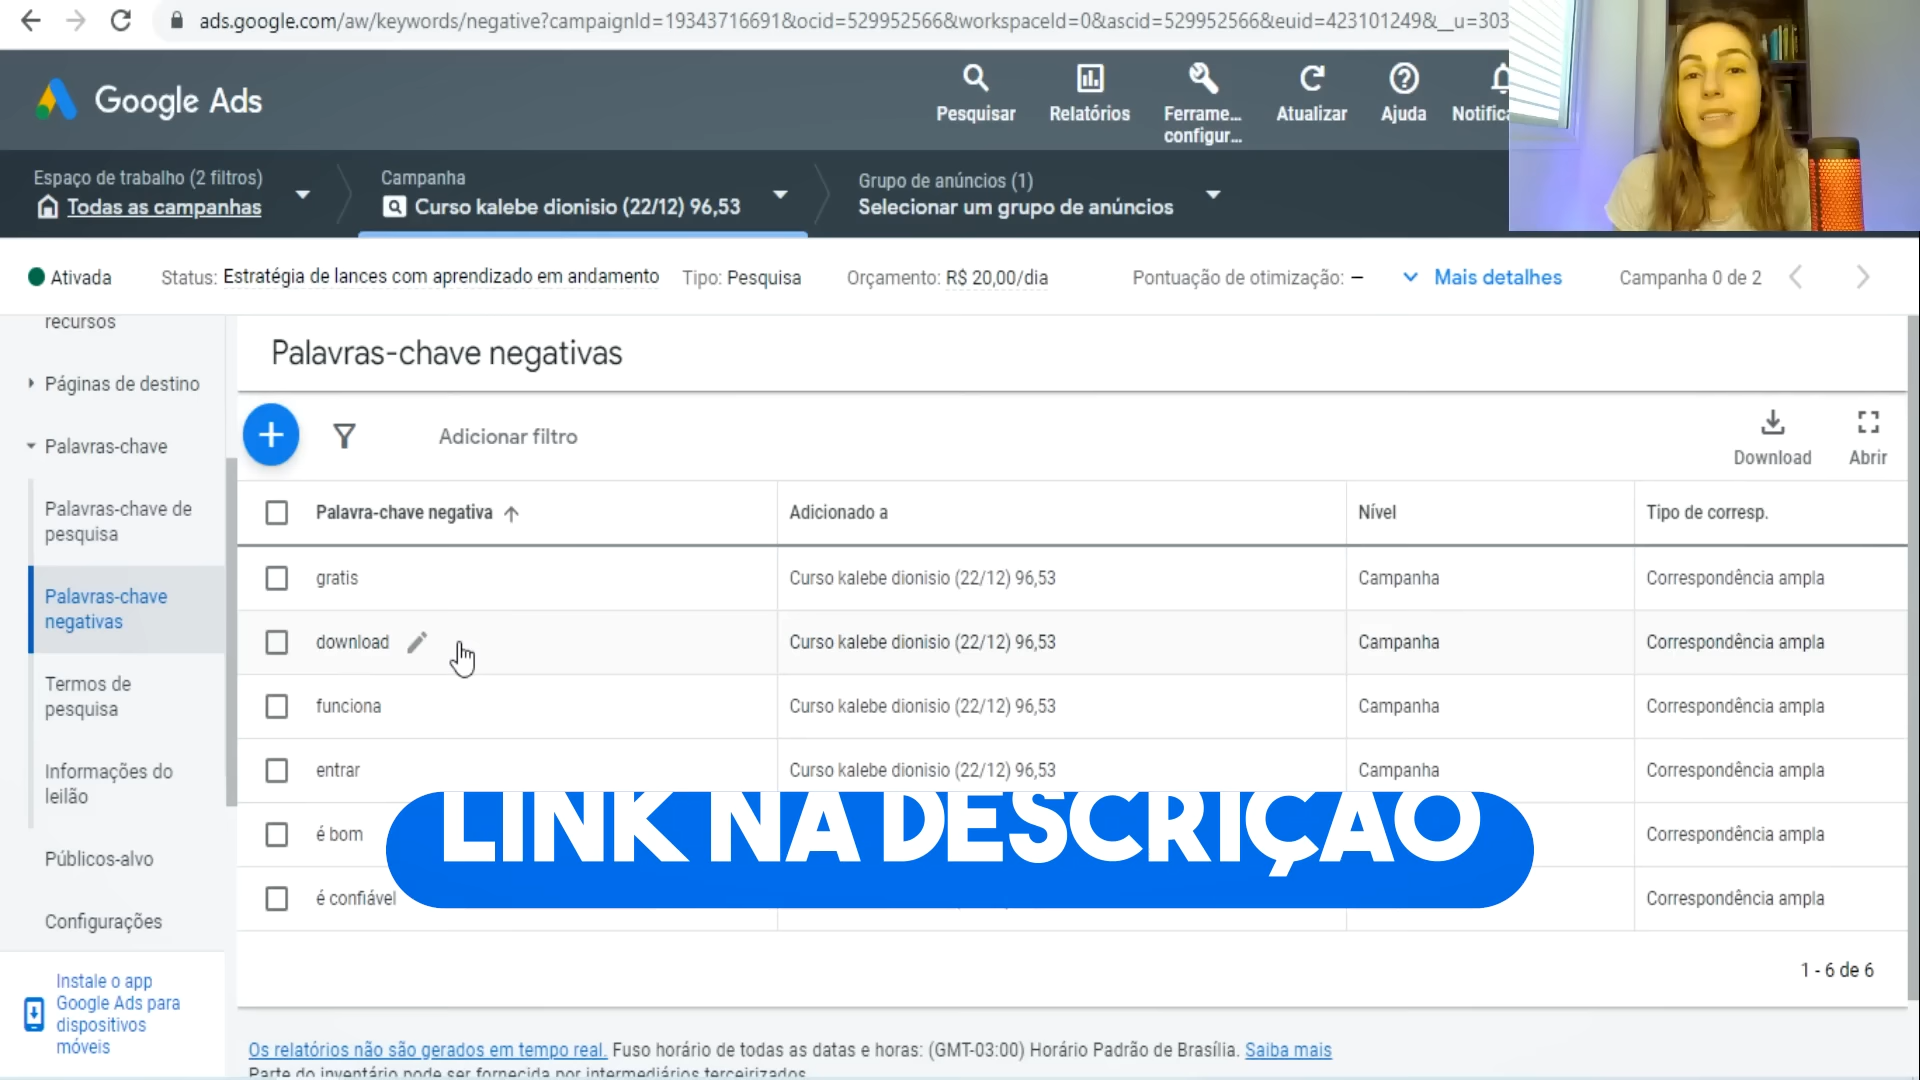 ads.google.com/aw/keywords/negative?campaignId=19343716691&ocid=529952566&workspaceId=0&ascid=529952566&euid=423101249&__u=303
Google Ads
Pesquisar
Relatórios
Ferrame...
configur...
Atualizar
Ajuda
Notifica
Espaço de trabalho (2 filtros)
Todas as campanhas
Campanha
Curso kalebe dionisio (22/12) 96,53
Grupo de anúncios (1)
Selecionar um grupo de anúncios
Ativada
Status: Estratégia de lances com aprendizado em andamento
Tipo: Pesquisa
Orçamento: R$ 20,00/dia
Pontuação de otimização: –
Mais detalhes
Campanha 0 de 2
recursos
Páginas de destino
Palavras-chave
Palavras-chave de
pesquisa
Palavras-chave
negativas
Termos de
pesquisa
Informações do
leilão
Públicos-alvo
Configurações
Instale o app
Google Ads para
dispositivos
móveis
Palavras-chave negativas
Adicionar filtro
Download
Abrir
Palavra-chave negativa Adicionado a Nível Tipo de corresp.
gratis Curso kalebe dionisio (22/12) 96,53 Campanha Correspondência ampla
download Curso kalebe dionisio (22/12) 96,53 Campanha Correspondência ampla
funciona Curso kalebe dionisio (22/12) 96,53 Campanha Correspondência ampla
entrar Curso kalebe dionisio (22/12) 96,53 Campanha Correspondência ampla
é bom Correspondência ampla
é confiável Correspondência ampla
LINK NA DESCRIÇÃO
1 - 6 de 6
Os relatórios não são gerados em tempo real. Fuso horário de todas as datas e horas: (GMT-03:00) Horário Padrão de Brasília. Saiba mais
Parte do inventário pode ser fornecida por intermediários terceirizados.